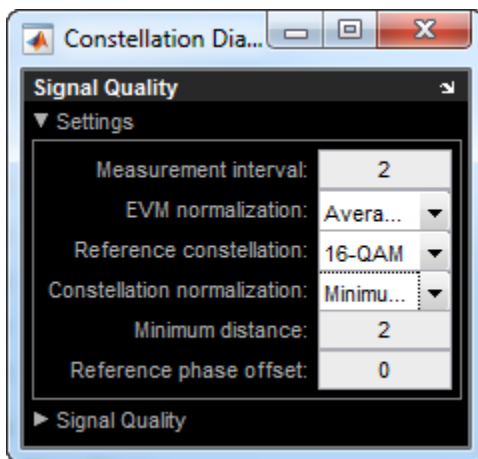 Constellation Dia...
Signal Quality
Settings
Measurement interval: 2
EVM normalization: Avera...
Reference constellation: 16-QAM
Constellation normalization: Minimu...
Minimum distance: 2
Reference phase offset: 0
Signal Quality